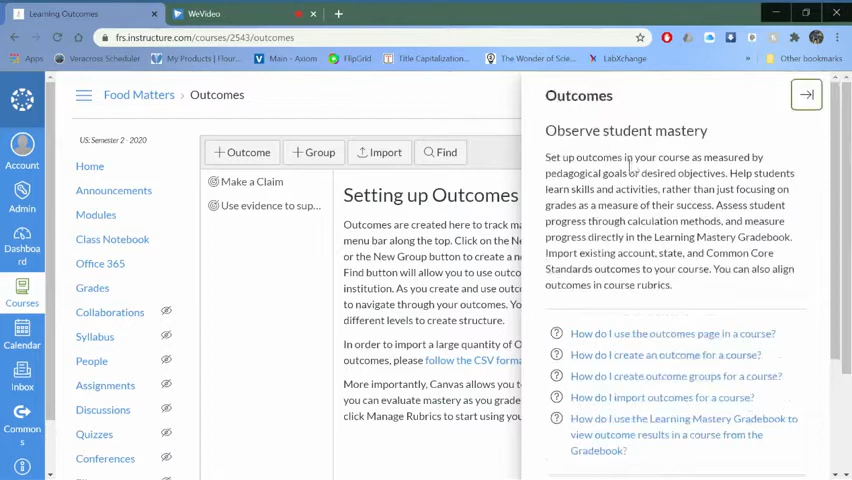 Learning Outcomes
WeVideo
frs.instructure.com/courses/2543/outcomes
Apps
Veracross Scheduler
My Products | Flour...
Main - Axiom
FlipGrid
Title Capitalization...
The Wonder of Scie...
LabXchange
Other bookmarks
Account
Admin
Dashboa
rd
Courses
Calendar
Inbox
Common
s
Food Matters > Outcomes
US: Semester 2 - 2020
Home
Announcements
Modules
Class Notebook
Office 365
Grades
Collaborations
Syllabus
People
Assignments
Discussions
Quizzes
Conferences
+ Outcome
+ Group
Import
Find
Make a Claim
Use evidence to sup...
Setting up Outcomes
Outcomes are created here to track ma
menu bar along the top. Click on the Ne
or the New Group button to create a n
Find button will allow you to use outco
institution. As you create and use outco
to navigate through your outcomes. Yo
different levels to create structure.
In order to import a large quantity of O
outcomes, please follow the CSV forma
More importantly, Canvas allows you t
you can evaluate mastery as you grade
click Manage Rubrics to start using you
Outcomes
Observe student mastery
Set up outcomes in your course as measured by
pedagogical goals or desired objectives. Help students
learn skills and activities, rather than just focusing on
grades as a measure of their success. Assess student
progress through calculation methods, and measure
progress directly in the Learning Mastery Gradebook.
Import existing account, state, and Common Core
Standards outcomes to your course. You can also align
outcomes in course rubrics.
How do I use the outcomes page in a course?
How do I create an outcome for a course?
How do I create outcome groups for a course?
How do I import outcomes for a course?
How do I use the Learning Mastery Gradebook to
view outcome results in a course from the
Gradebook?